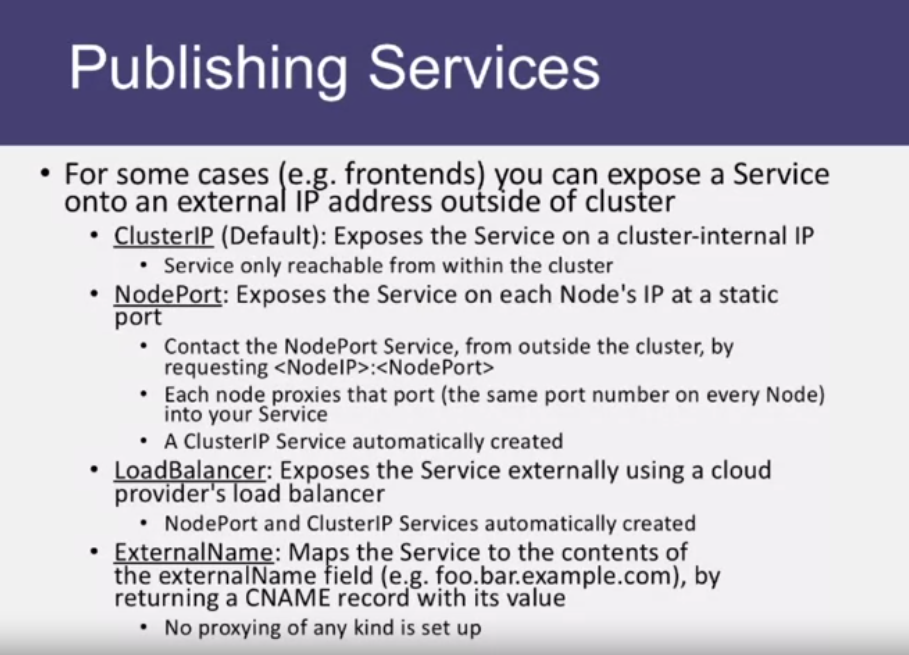 Publishing Services
• For some cases (e.g. frontends) you can expose a Service
onto an external IP address outside of cluster
• ClusterIP (Default): Exposes the Service on a cluster-internal IP
• Service only reachable from within the cluster
• NodePort: Exposes the Service on each Node's IP at a static
port
• Contact the NodePort Service, from outside the cluster, by
requesting <NodeIP>:<NodePort>
• Each node proxies that port (the same port number on every Node)
into your Service
• A ClusterIP Service automatically created
• LoadBalancer: Exposes the Service externally using a cloud
provider's load balancer
• NodePort and ClusterIP Services automatically created
• ExternalName: Maps the Service to the contents of
the externalName field (e.g. foo.bar.example.com), by
returning a CNAME record with its value
• No proxying of any kind is set up